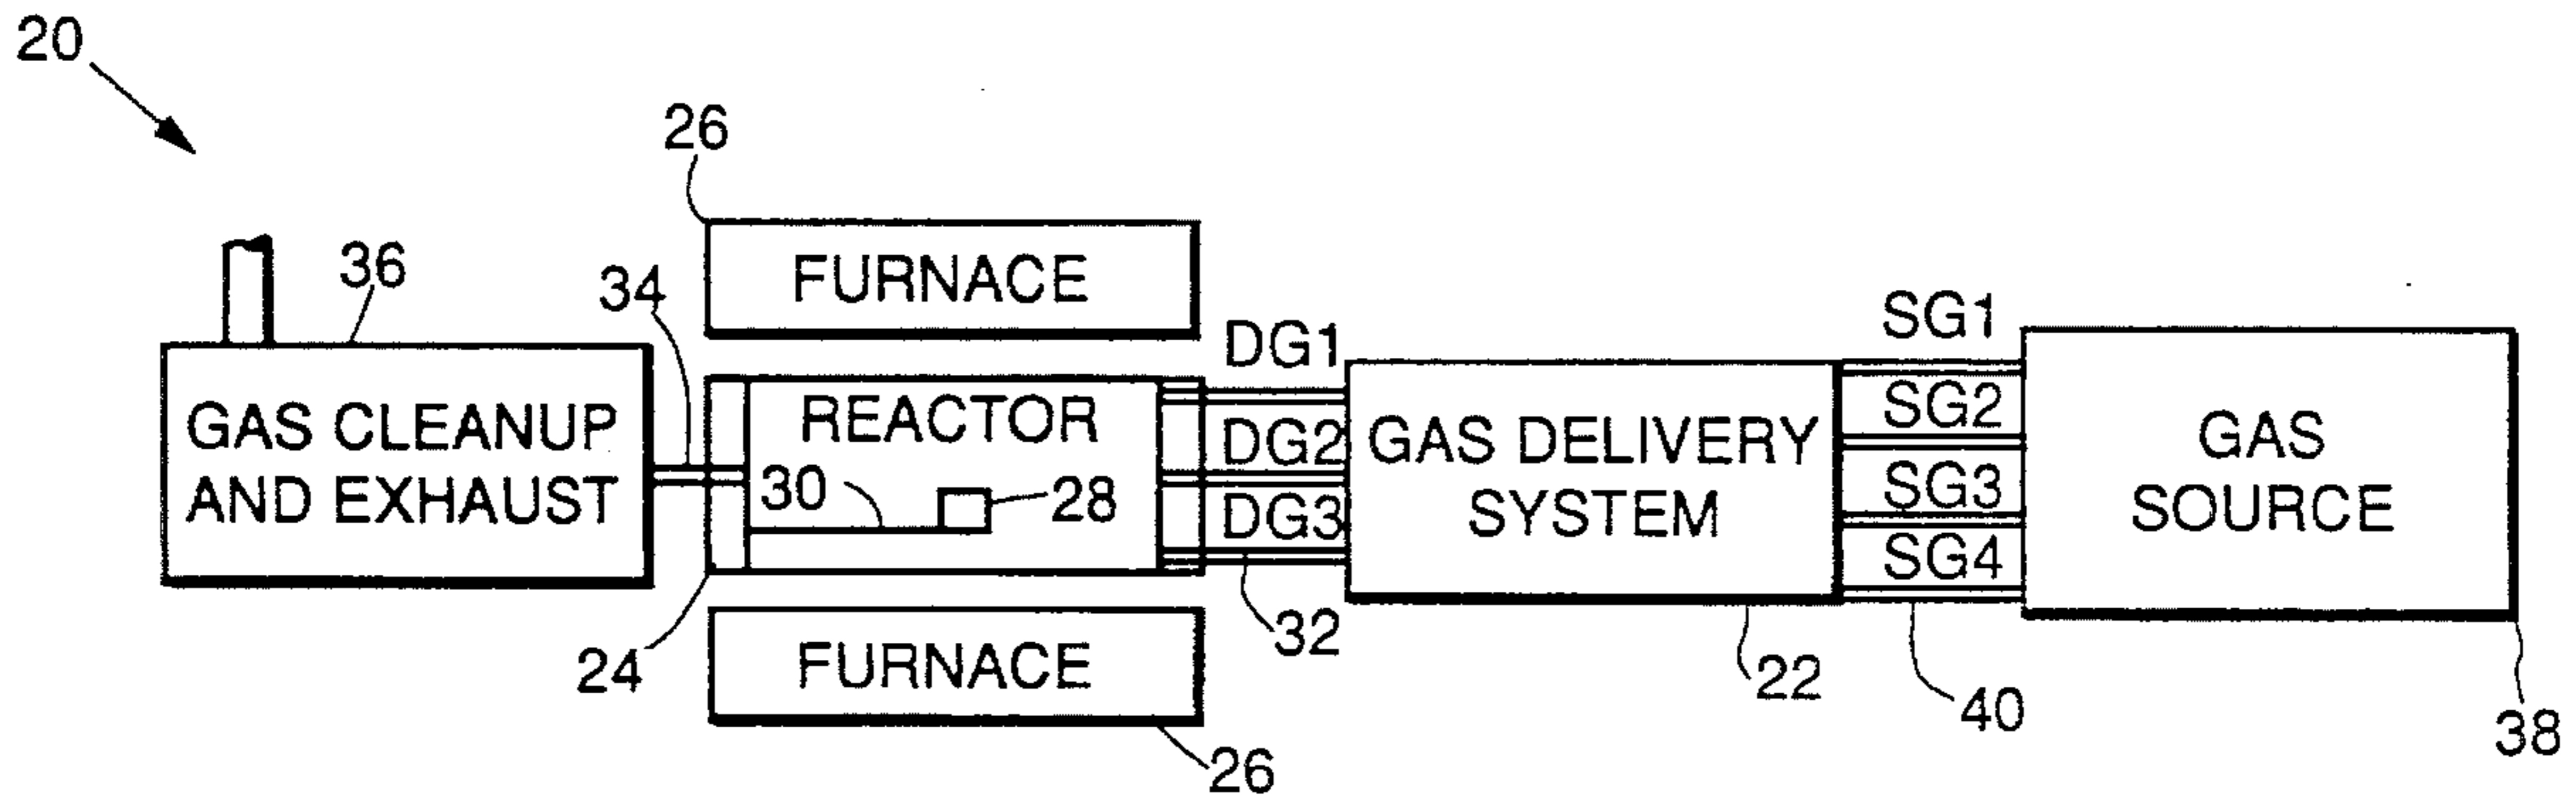 20
26
36
34
FURNACE
DG1
SG1
GAS CLEANUP
AND EXHAUST
REACTOR
30
28
DG2
DG3
GAS DELIVERY
SYSTEM
SG2
SG3
SG4
GAS
SOURCE
24
FURNACE
32
22
40
38
26